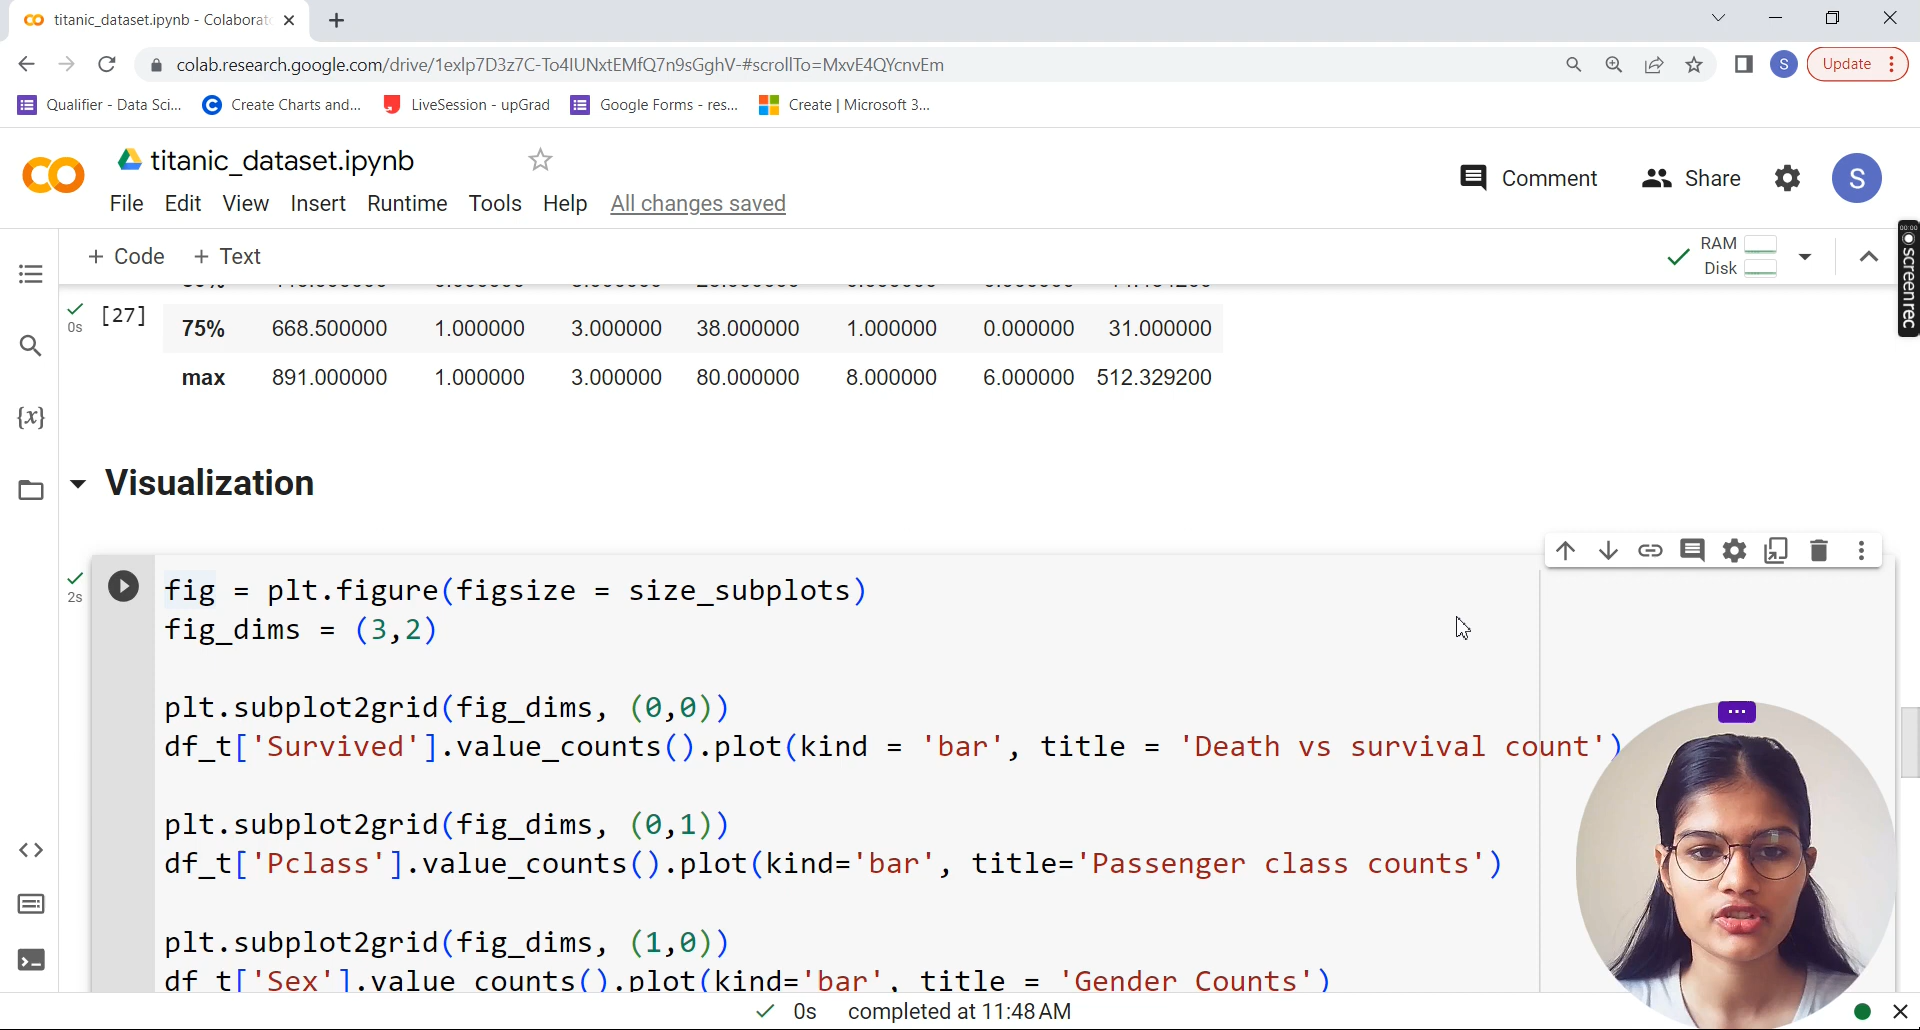 titanic_dataset.ipynb - Colaborat
colab.research.google.com/drive/1exlp7D3z7C-To4IUNxtEMfQ7n9sGghV-#scrollTo=MxvE4QYcnvEm
S
Update
Qualifier - Data Sci...
Create Charts and...
LiveSession - upGrad
Google Forms - res...
Create | Microsoft 3...
titanic_dataset.ipynb
Comment
Share
S
File Edit View Insert Runtime Tools Help All changes saved
+ Code + Text
RAM
Disk
00:00
screenrec
{x}
0s
[27]
75% 668.500000 1.000000 3.000000 38.000000 1.000000 0.000000 31.000000
max 891.000000 1.000000 3.000000 80.000000 8.000000 6.000000 512.329200
Visualization
2s
fig = plt.figure(figsize = size_subplots)
fig_dims = (3,2)
plt.subplot2grid(fig_dims, (0,0))
df_t['Survived'].value_counts().plot(kind = 'bar', title = 'Death vs survival count')
plt.subplot2grid(fig_dims, (0,1))
df_t['Pclass'].value_counts().plot(kind='bar', title='Passenger class counts')
plt.subplot2grid(fig_dims, (1,0))
df_t['Sex'].value_counts().plot(kind='bar', title = 'Gender Counts')
0s completed at 11:48 AM